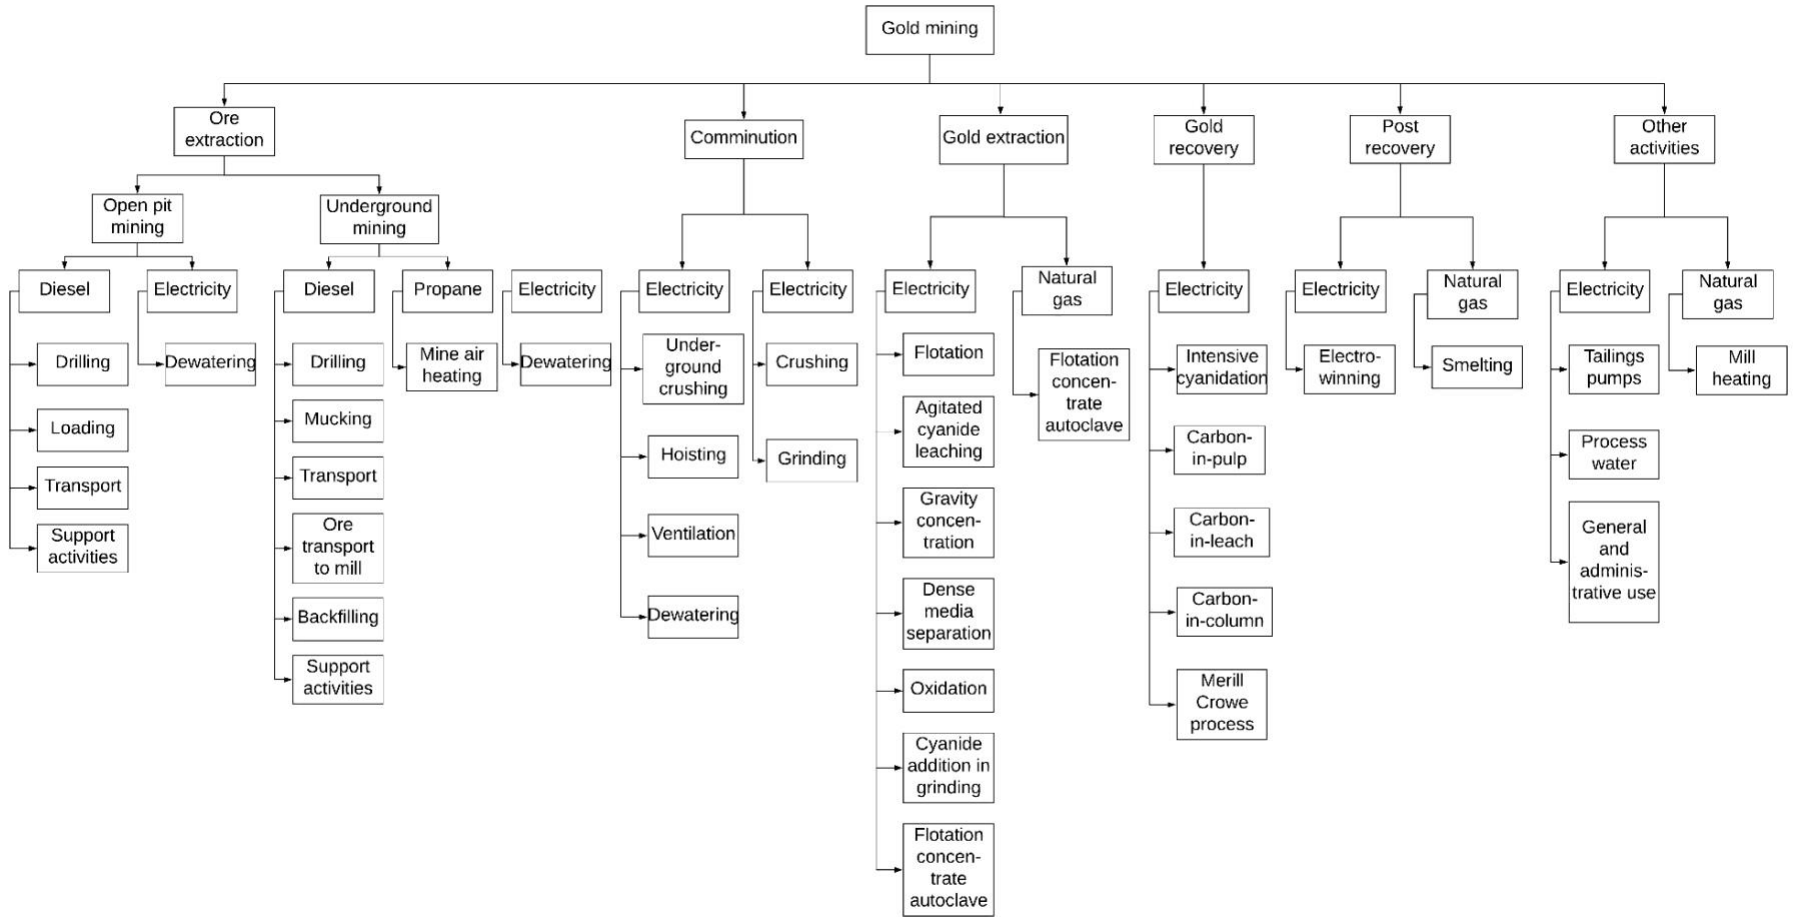 Gold mining
Ore
extraction
Comminution
Gold extraction
Gold
recovery
Post
recovery
Other
activities
Open pit
mining
Underground
mining
Diesel
Electricity
Diesel
Propane
Electricity
Electricity
Electricity
Electricity
Natural
gas
Electricity
Electricity
Natural
gas
Electricity
Natural
gas
Drilling
Loading
Transport
Support
activities
Dewatering
Drilling
Mucking
Transport
Ore
transport
to mill
Backfilling
Support
activities
Mine air
heating
Dewatering
Under-
ground
crushing
Hoisting
Ventilation
Dewatering
Crushing
Grinding
Flotation
Agitated
cyanide
leaching
Gravity
concen-
tration
Dense
media
separation
Oxidation
Cyanide
addition in
grinding
Flotation
concen-
trate
autoclave
Flotation
concen-
trate
autoclave
Intensive
cyanidation
Carbon-
in-pulp
Carbon-
in-leach
Carbon-
in-column
Merill
Crowe
process
Electro-
winning
Smelting
Tailings
pumps
Process
water
General
and
adminis-
trative use
Mill
heating